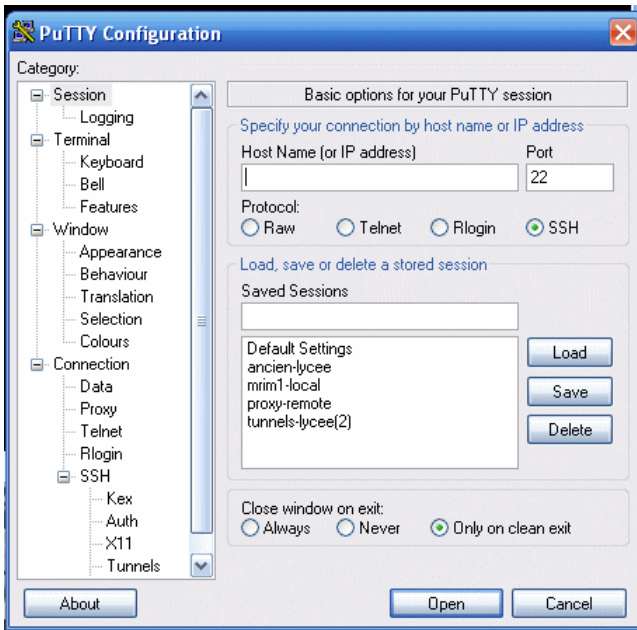 PuTTY Configuration
Category:
Session
Logging
Terminal
Keyboard
Bell
Features
Window
Appearance
Behaviour
Translation
Selection
Colours
Connection
Data
Proxy
Telnet
Rlogin
SSH
Kex
Auth
X11
Tunnels
Basic options for your PuTTY session
Specify your connection by host name or IP address
Host Name (or IP address) Port
22
Protocol:
Raw Telnet Rlogin SSH
Load, save or delete a stored session
Saved Sessions
Default Settings
ancien-lycee
mrim1-local
proxy-remote
tunnels-lycee(2)
Load
Save
Delete
Close window on exit:
Always Never Only on clean exit
About Open Cancel